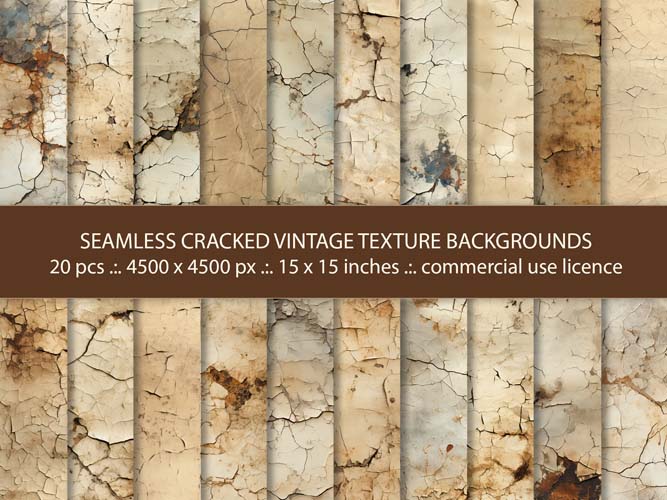 SEAMLESS CRACKED VINTAGE TEXTURE BACKGROUNDS
20 pcs .:. 4500 x 4500 px .:. 15 x 15 inches .:. commercial use licence